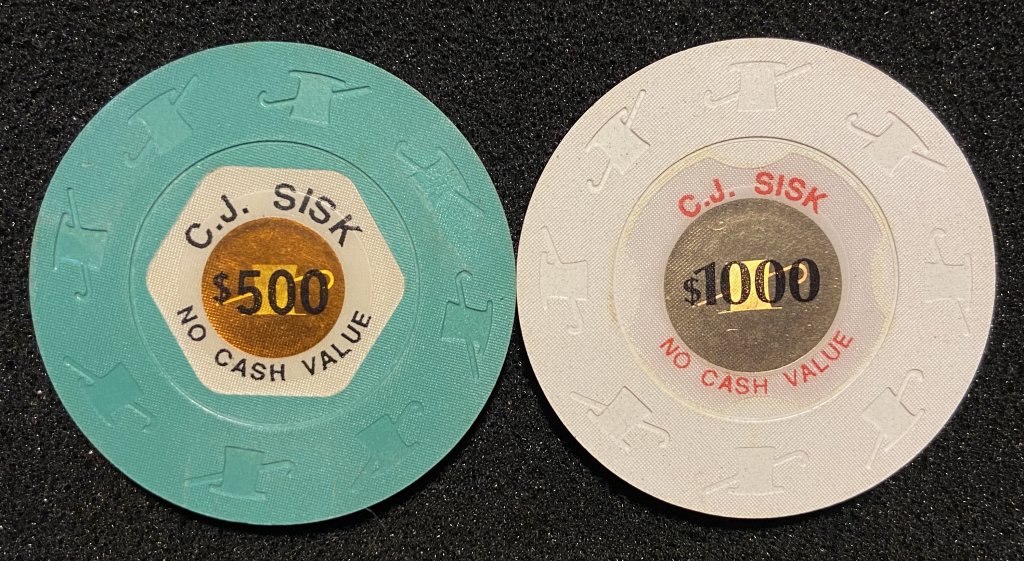 C.J. SISK
$500
NO CASH VALUE
C.J. SISK
$1000
NO CASH VALUE